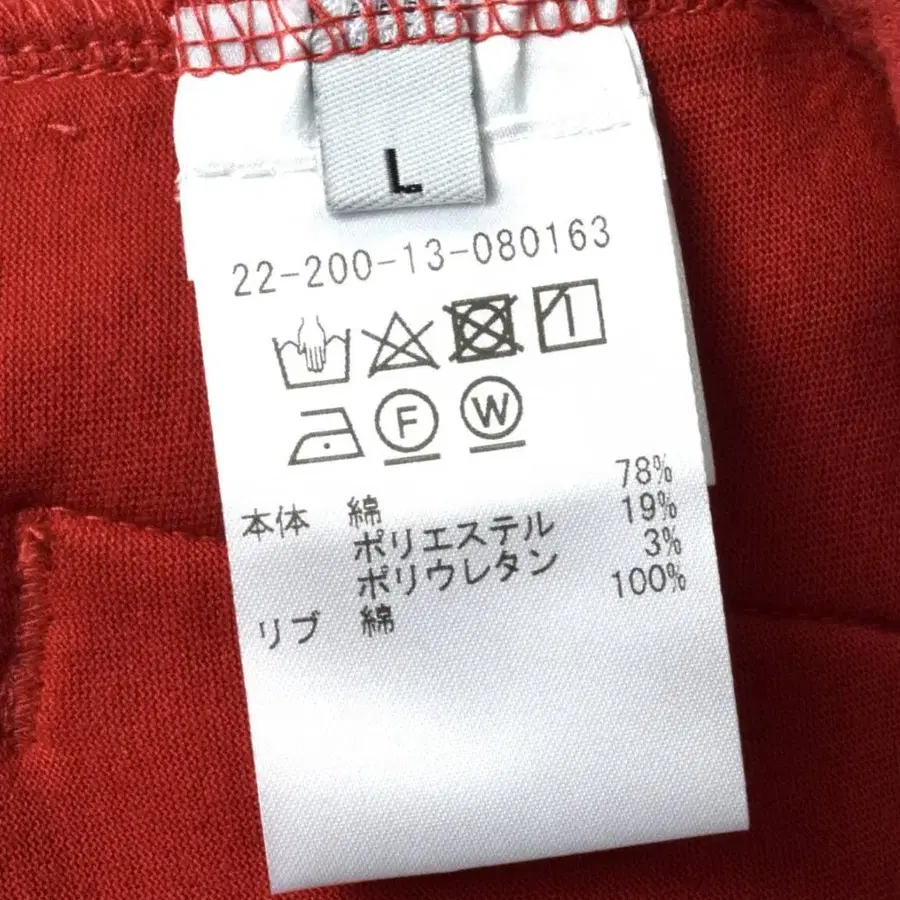 L
22-200-13-080163
F W
本体 綿 78%
ポリエステル 19%
ポリウレタン 3%
リブ 綿 100%